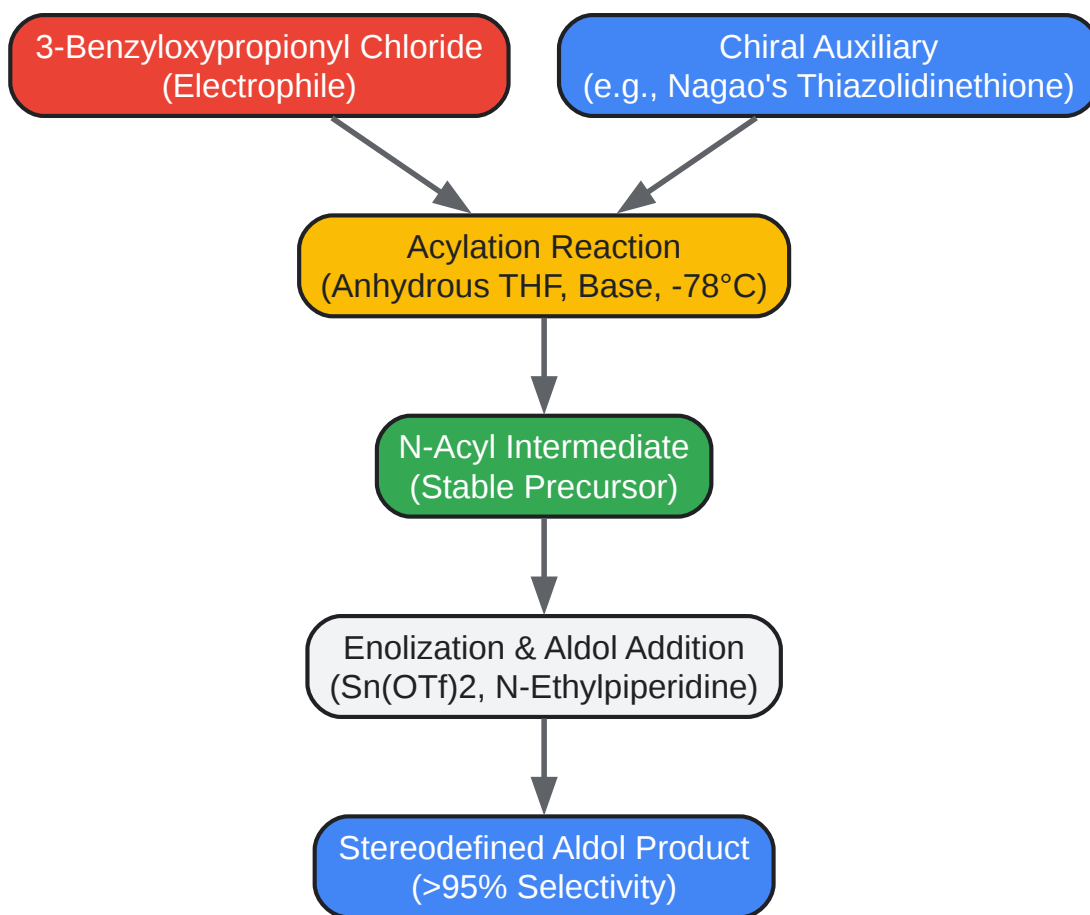 3-Benzyloxypropionyl Chloride
(Electrophile)
Chiral Auxiliary
(e.g., Nagao's Thiazolidinethione)
Acylation Reaction
(Anhydrous THF, Base, -78°C)
N-Acyl Intermediate
(Stable Precursor)
Enolization & Aldol Addition
(Sn(OTf)2, N-Ethylpiperidine)
Stereodefined Aldol Product
(>95% Selectivity)